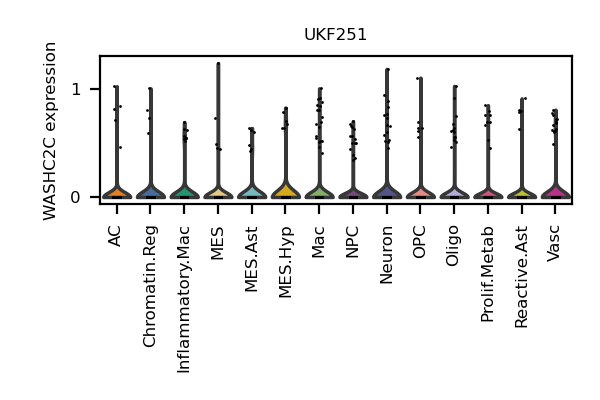 UKF251
WASHC2C expression
1
0
AC
Chromatin.Reg
Inflammatory.Mac
MES
MES.Ast
MES.Hyp
Mac
NPC
Neuron
OPC
Oligo
Prolif.Metab
Reactive.Ast
Vasc